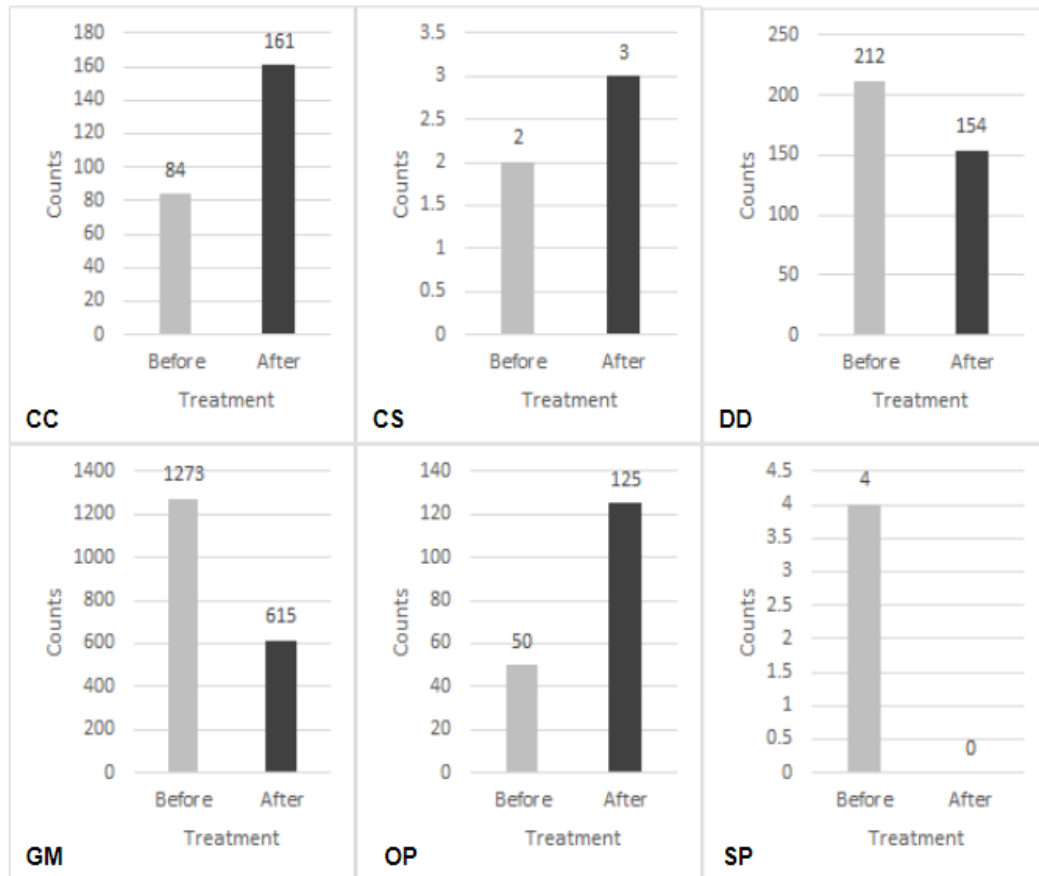 180
160
140
120
100
80
60
40
20
0
Counts
84
161
Before After
Treatment
CC
3.5
3
2.5
2
1.5
1
0.5
0
Counts
2
3
Before After
Treatment
CS
250
200
150
100
50
0
Counts
212
154
Before After
Treatment
DD
1400
1200
1000
800
600
400
200
0
Counts
1273
615
Before After
Treatment
GM
140
120
100
80
60
40
20
0
Counts
50
125
Before After
Treatment
OP
4.5
4
3.5
3
2.5
2
1.5
1
0.5
0
Counts
4
0
Before After
Treatment
SP